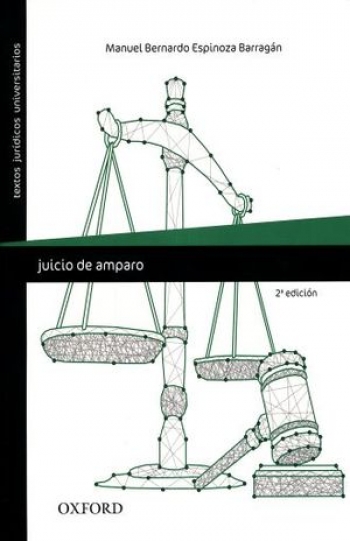 Manuel Bernardo Espinoza Barragán
textos jurídicos universitarios
juicio de amparo
2ª edición
OXFORD